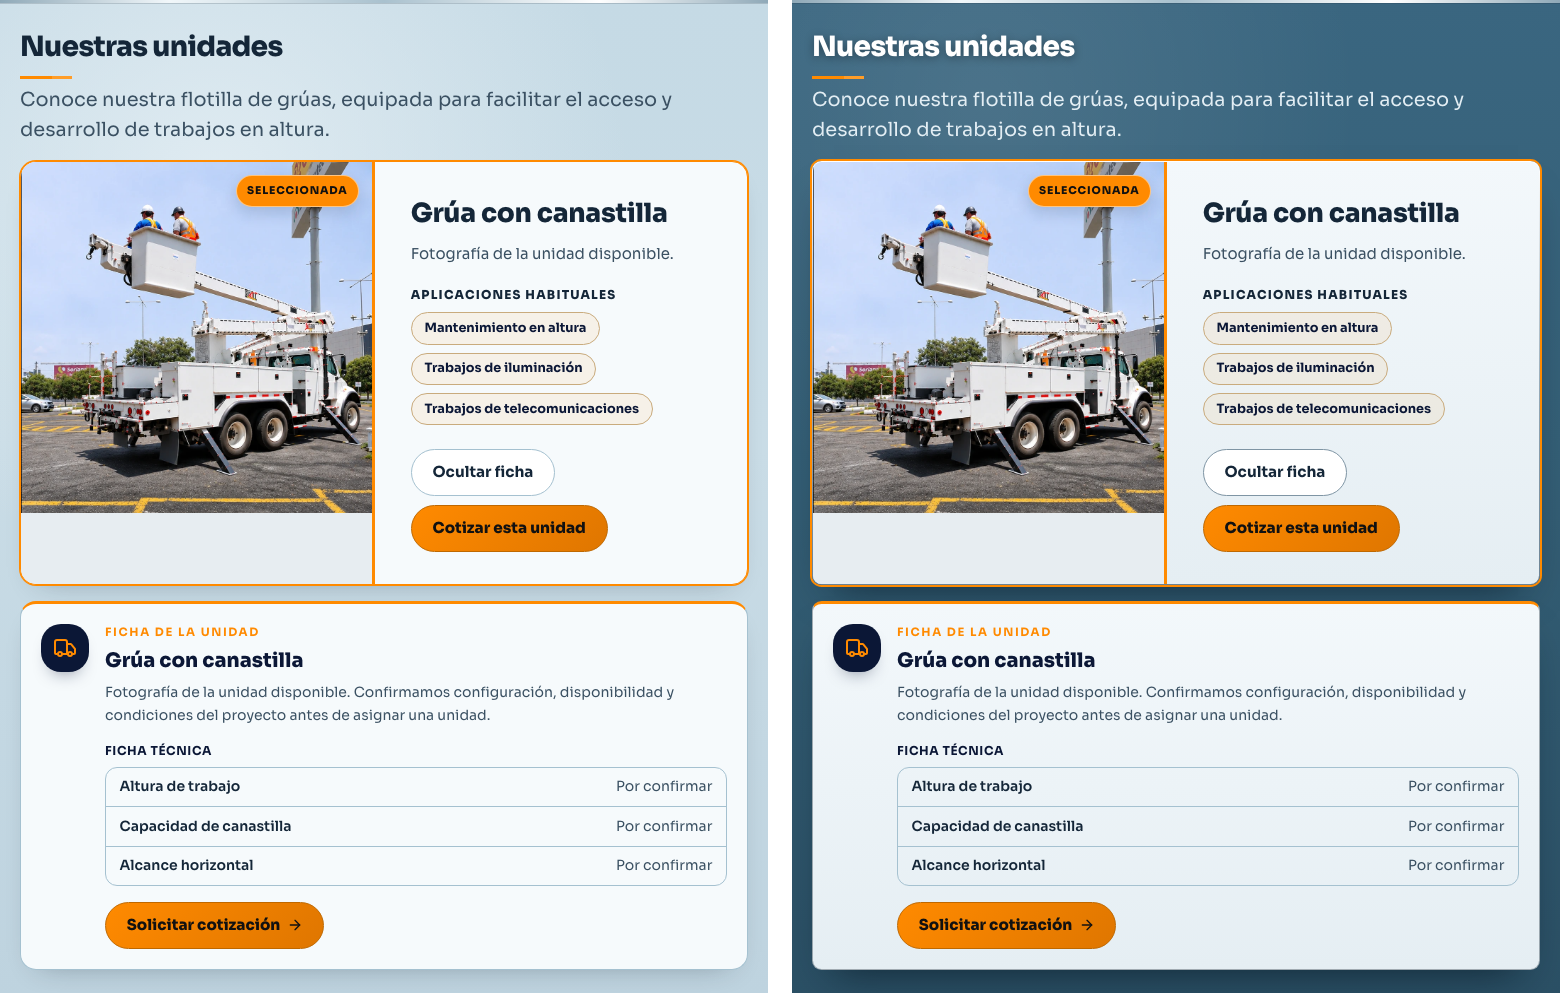 Nuestras unidades
Conoce nuestra flotilla de grúas, equipada para facilitar el acceso y
desarrollo de trabajos en altura.
SELECCIONADA
Grúa con canastilla
Fotografía de la unidad disponible.
APLICACIONES HABITUALES
Mantenimiento en altura
Trabajos de iluminación
Trabajos de telecomunicaciones
Ocultar ficha
Cotizar esta unidad
FICHA DE LA UNIDAD
Grúa con canastilla
Fotografía de la unidad disponible. Confirmamos configuración, disponibilidad y
condiciones del proyecto antes de asignar una unidad.
FICHA TÉCNICA
Altura de trabajo Por confirmar
Capacidad de canastilla Por confirmar
Alcance horizontal Por confirmar
Solicitar cotización →
Nuestras unidades
Conoce nuestra flotilla de grúas, equipada para facilitar el acceso y
desarrollo de trabajos en altura.
SELECCIONADA
Grúa con canastilla
Fotografía de la unidad disponible.
APLICACIONES HABITUALES
Mantenimiento en altura
Trabajos de iluminación
Trabajos de telecomunicaciones
Ocultar ficha
Cotizar esta unidad
FICHA DE LA UNIDAD
Grúa con canastilla
Fotografía de la unidad disponible. Confirmamos configuración, disponibilidad y
condiciones del proyecto antes de asignar una unidad.
FICHA TÉCNICA
Altura de trabajo Por confirmar
Capacidad de canastilla Por confirmar
Alcance horizontal Por confirmar
Solicitar cotización →